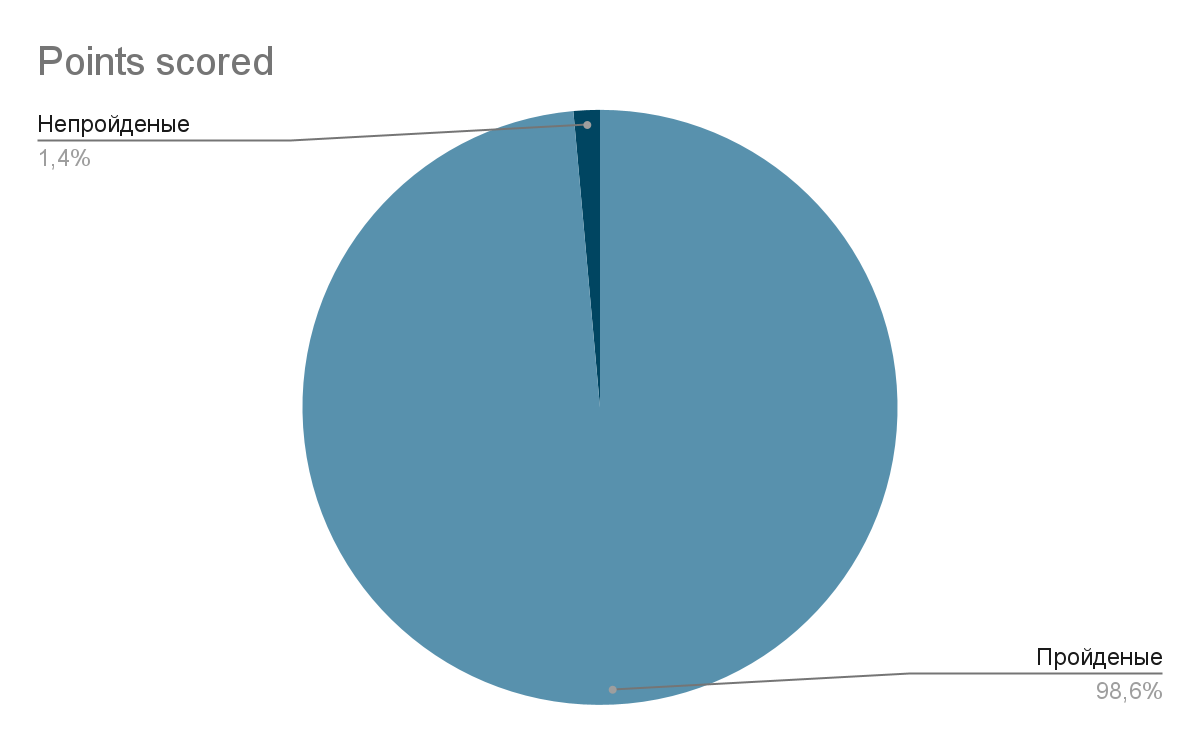 Points scored
Непройденые
1,4%
Пройденые
98,6%